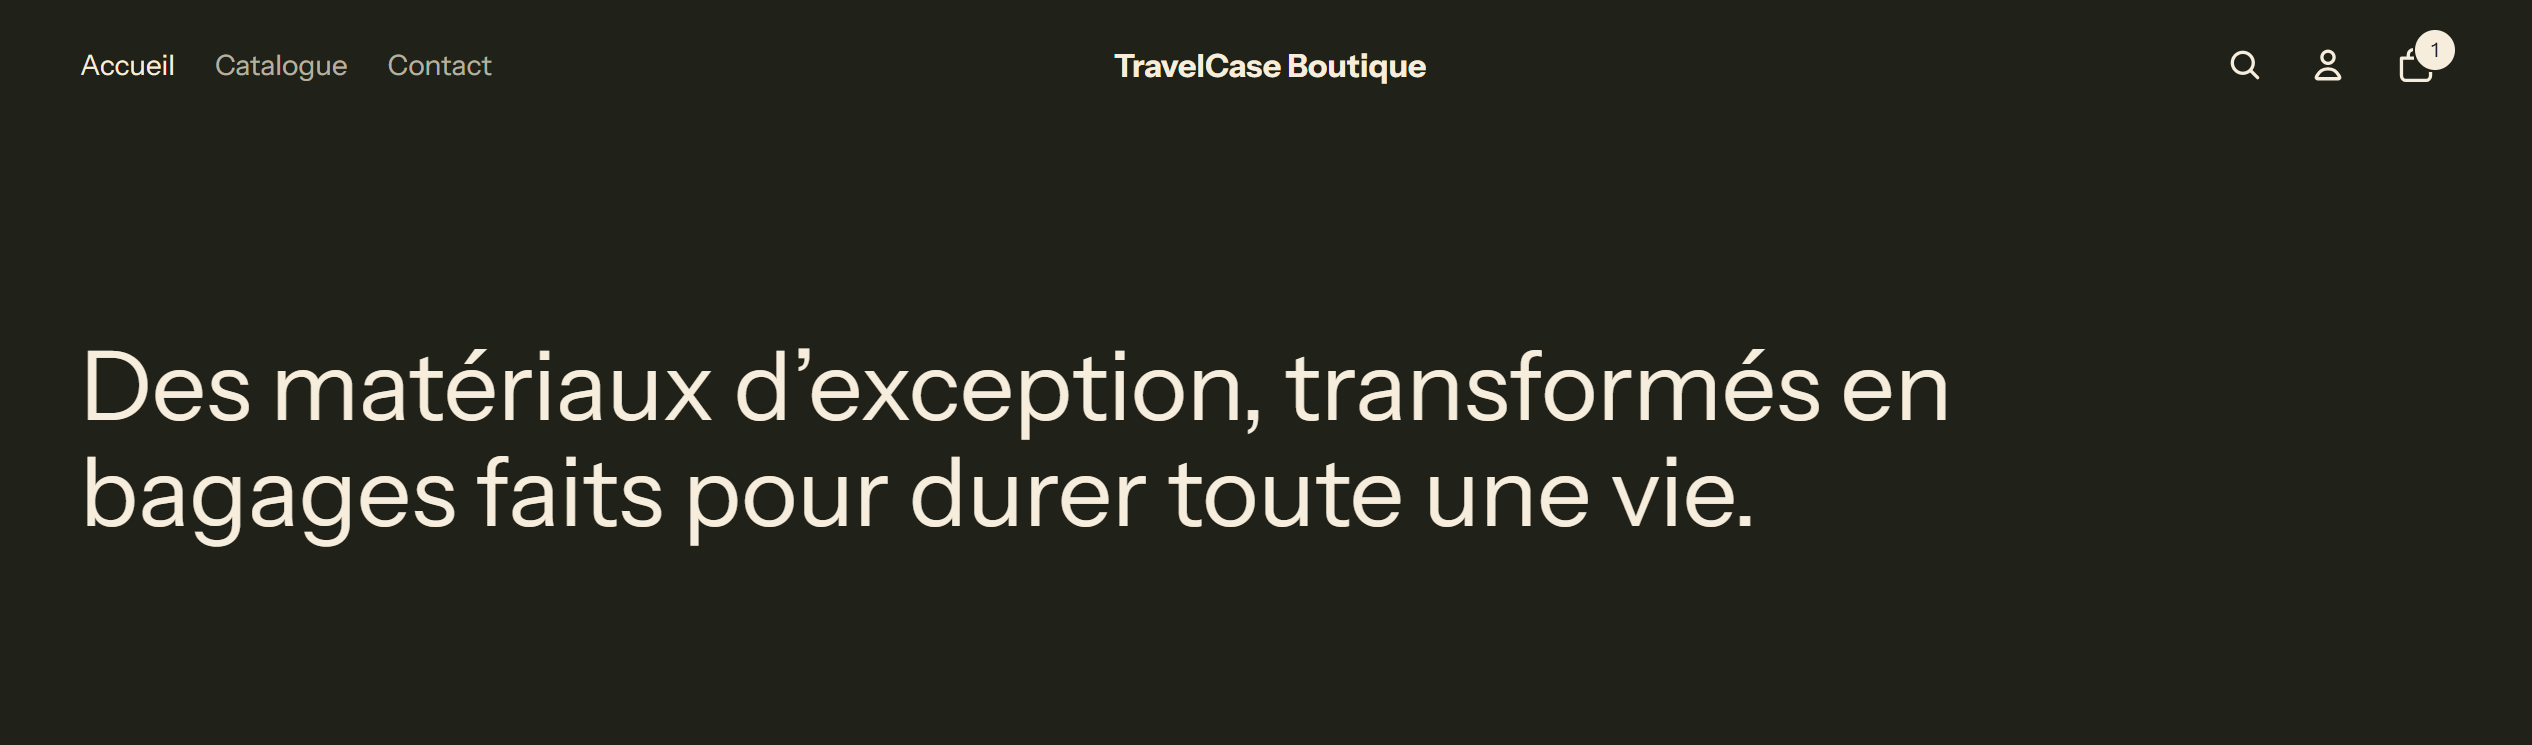 Accueil Catalogue Contact TravelCase Boutique 1
Des matériaux d’exception, transformés en
bagages faits pour durer toute une vie.